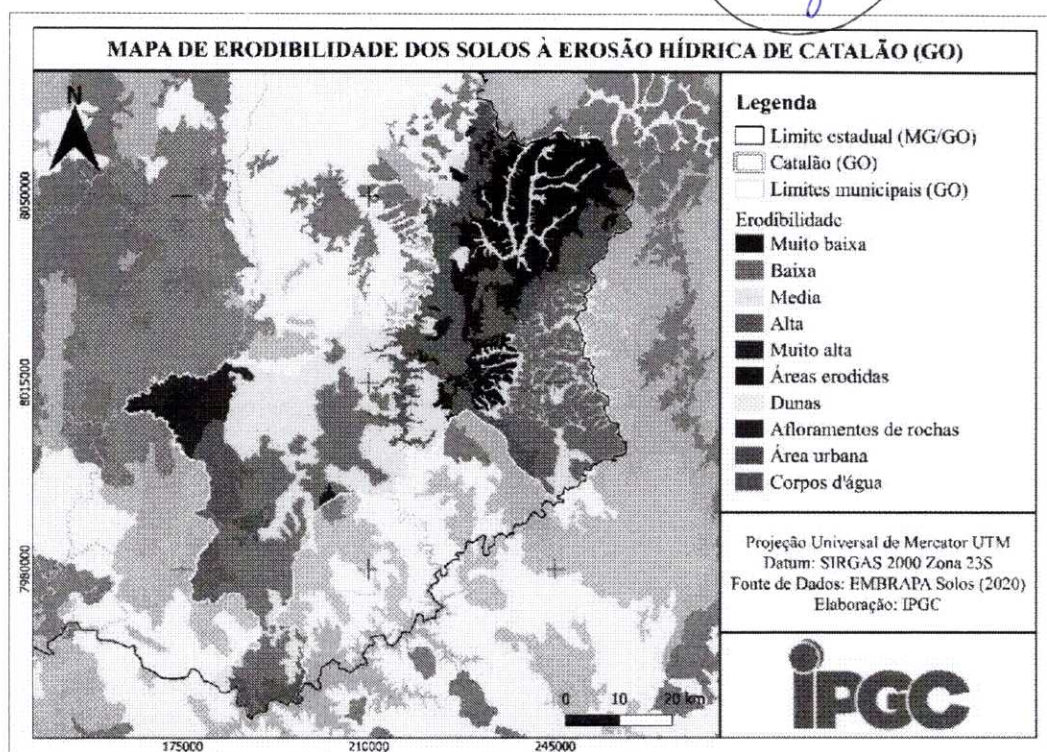 MAPA DE ERODIBILIDADE DOS SOLOS À EROSÃO HÍDRICA DE CATALÃO (GO)
N
8050000
8015000
7980000
175000
210000
245000
0 10 20 km
Legenda
Limite estadual (MG/GO)
Catalão (GO)
Limites municipais (GO)
Erodibilidade
Muito baixa
Baixa
Media
Alta
Muito alta
Áreas erodidas
Dunas
Afloramentos de rochas
Área urbana
Corpos d'água
Projeção Universal de Mercator UTM
Datum: SIRGAS 2000 Zona 23S
Fonte de Dados: EMBRAPA Solos (2020)
Elaboração: IPGC
iPGC